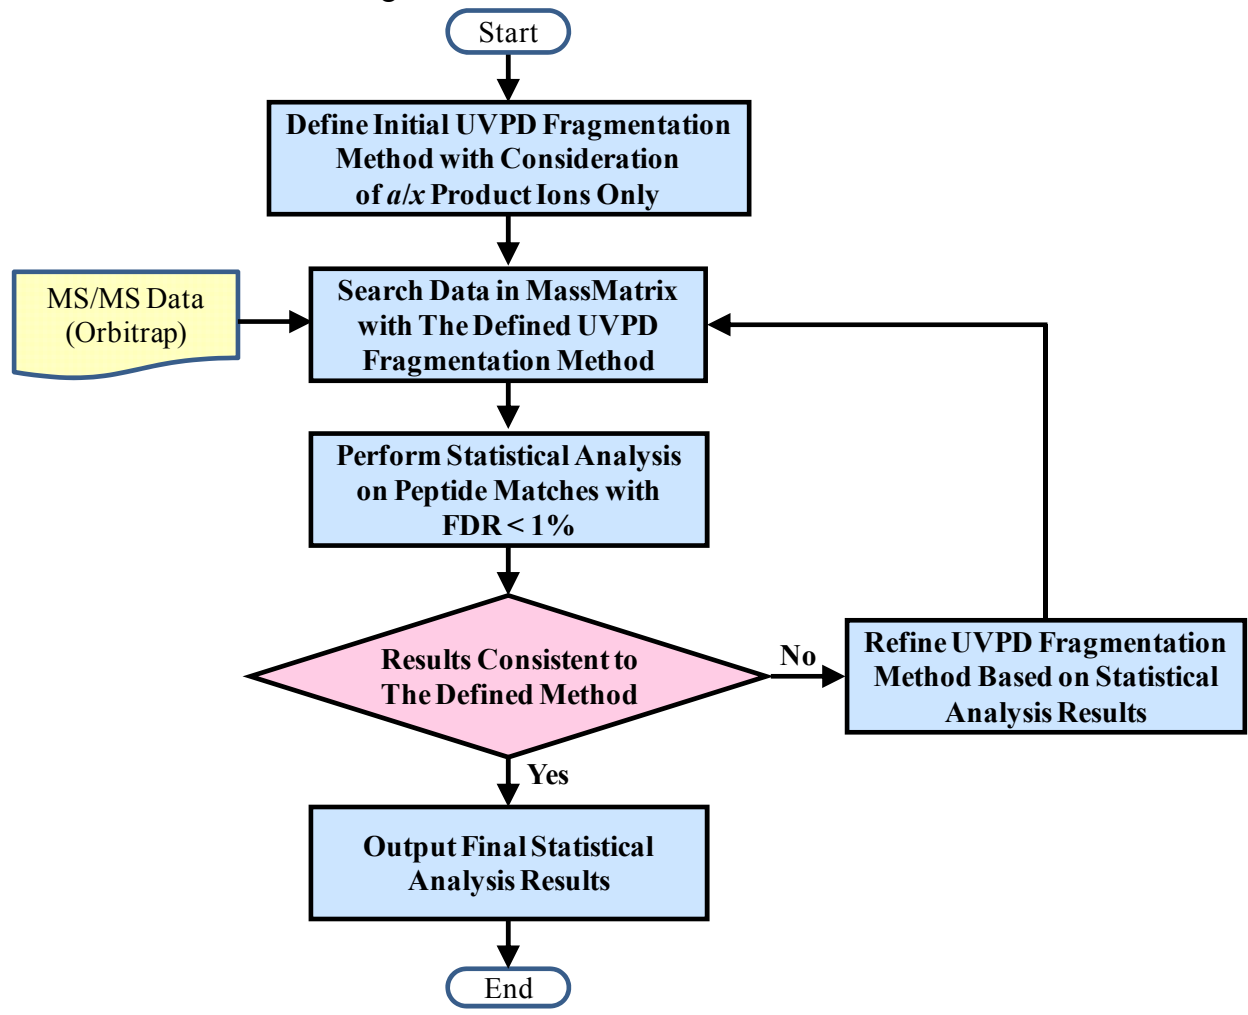 Start
Define Initial UVPD Fragmentation
Method with Consideration
of a/x Product Ions Only
MS/MS Data
(Orbitrap)
Search Data in MassMatrix
with The Defined UVPD
Fragmentation Method
Perform Statistical Analysis
on Peptide Matches with
FDR < 1%
Results Consistent to
The Defined Method
No
Refine UVPD Fragmentation
Method Based on Statistical
Analysis Results
Yes
Output Final Statistical
Analysis Results
End